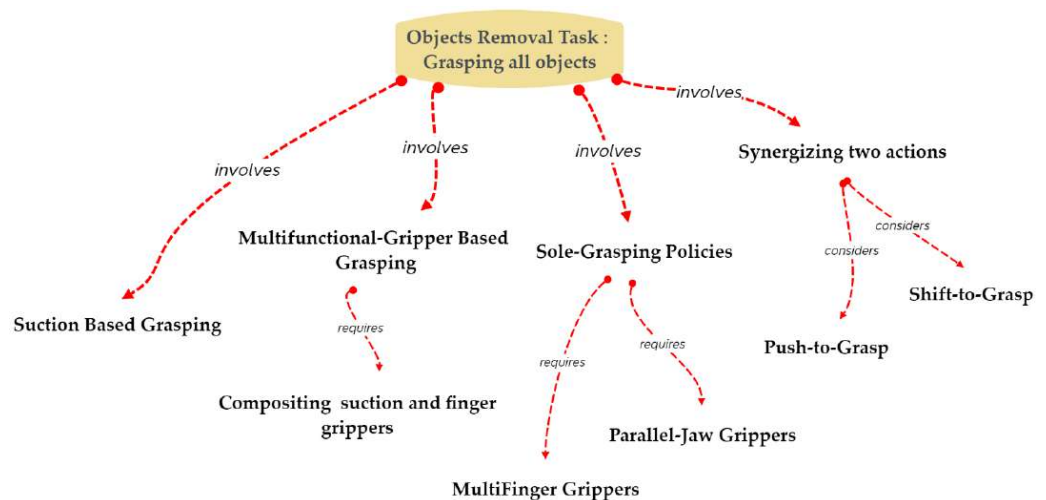 Objects Removal Task :
Grasping all objects
involves
involves
involves
involves
Synergizing two actions
Multifunctional-Gripper Based
Grasping
Sole-Grasping Policies
considers
considers
Shift-to-Grasp
Suction Based Grasping
Push-to-Grasp
requires
requires
requires
Compositing suction and finger
grippers
Parallel-Jaw Grippers
MultiFinger Grippers